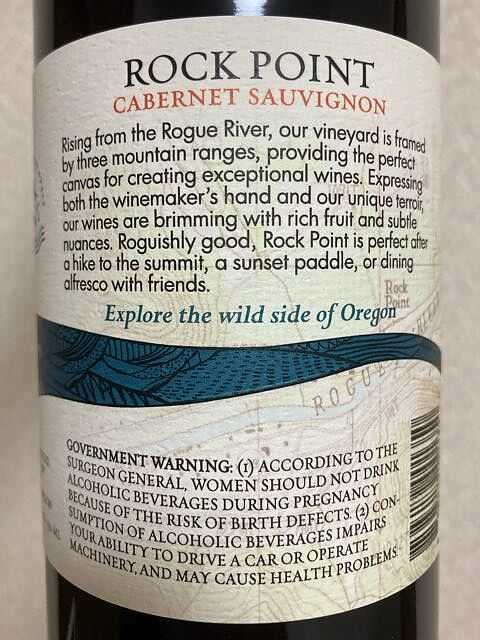 ROCK POINT
CABERNET SAUVIGNON
Rising from the Rogue River, our vineyard is framed
by three mountain ranges, providing the perfect
canvas for creating exceptional wines. Expressing
both the winemaker's hand and our unique terroir,
our wines are brimming with rich fruit and subtle
nuances. Roguishly good, Rock Point is perfect after
a hike to the summit, a sunset paddle, or dining
alfresco with friends.
Explore the wild side of Oregon
Rock
Point
ROGUE
GOVERNMENT WARNING: (1) ACCORDING TO THE
SURGEON GENERAL, WOMEN SHOULD NOT DRINK
ALCOHOLIC BEVERAGES DURING PREGNANCY
BECAUSE OF THE RISK OF BIRTH DEFECTS. (2) CON-
SUMPTION OF ALCOHOLIC BEVERAGES IMPAIRS
YOUR ABILITY TO DRIVE A CAR OR OPERATE
MACHINERY, AND MAY CAUSE HEALTH PROBLEMS.